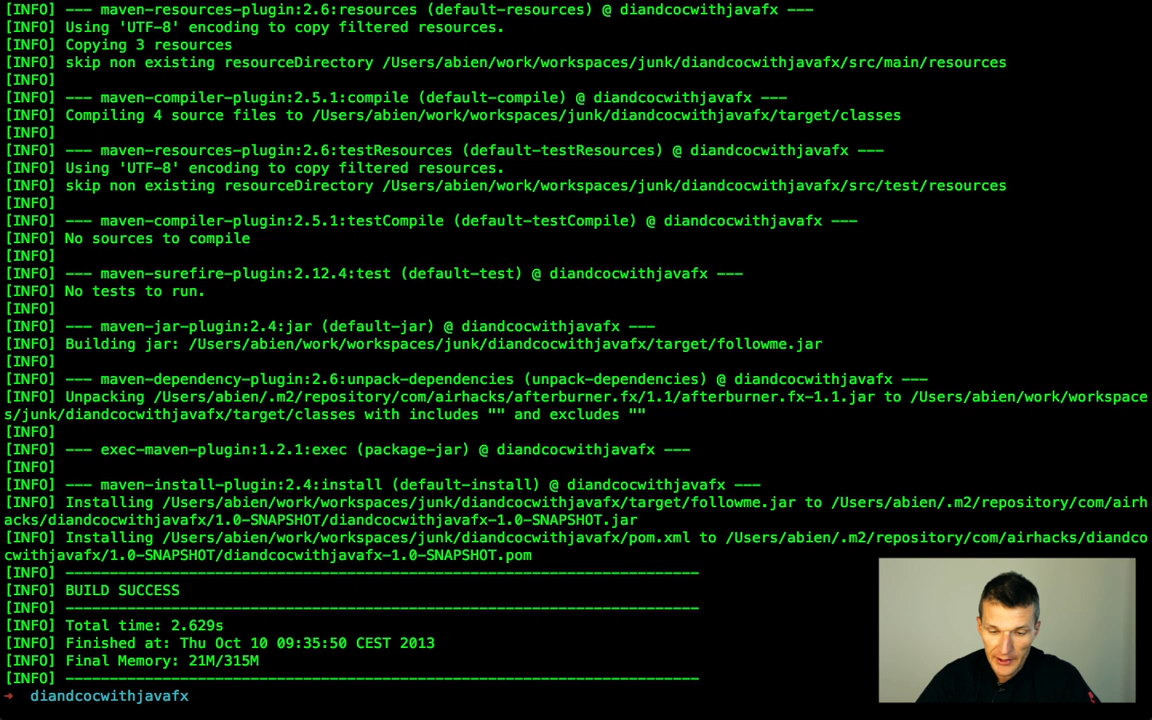 [INFO] --- maven-resources-plugin:2.6:resources (default-resources) @ diandcocwithjavafx ---
[INFO] Using 'UTF-8' encoding to copy filtered resources.
[INFO] Copying 3 resources
[INFO] skip non existing resourceDirectory /Users/abien/work/workspaces/junk/diandcocwithjavafx/src/main/resources
[INFO]
[INFO] --- maven-compiler-plugin:2.5.1:compile (default-compile) @ diandcocwithjavafx ---
[INFO] Compiling 4 source files to /Users/abien/work/workspaces/junk/diandcocwithjavafx/target/classes
[INFO]
[INFO] --- maven-resources-plugin:2.6:testResources (default-testResources) @ diandcocwithjavafx ---
[INFO] Using 'UTF-8' encoding to copy filtered resources.
[INFO] skip non existing resourceDirectory /Users/abien/work/workspaces/junk/diandcocwithjavafx/src/test/resources
[INFO]
[INFO] --- maven-compiler-plugin:2.5.1:testCompile (default-testCompile) @ diandcocwithjavafx ---
[INFO] No sources to compile
[INFO]
[INFO] --- maven-surefire-plugin:2.12.4:test (default-test) @ diandcocwithjavafx ---
[INFO] No tests to run.
[INFO]
[INFO] --- maven-jar-plugin:2.4:jar (default-jar) @ diandcocwithjavafx ---
[INFO] Building jar: /Users/abien/work/workspaces/junk/diandcocwithjavafx/target/followme.jar
[INFO]
[INFO] --- maven-dependency-plugin:2.6:unpack-dependencies (unpack-dependencies) @ diandcocwithjavafx ---
[INFO] Unpacking /Users/abien/.m2/repository/com/airhacks/afterburner.fx/1.1/afterburner.fx-1.1.jar to /Users/abien/work/workspace
s/junk/diandcocwithjavafx/target/classes with includes "" and excludes ""
[INFO]
[INFO] --- exec-maven-plugin:1.2.1:exec (package-jar) @ diandcocwithjavafx ---
[INFO]
[INFO] --- maven-install-plugin:2.4:install (default-install) @ diandcocwithjavafx ---
[INFO] Installing /Users/abien/work/workspaces/junk/diandcocwithjavafx/target/followme.jar to /Users/abien/.m2/repository/com/airh
acks/diandcocwithjavafx/1.0-SNAPSHOT/diandcocwithjavafx-1.0-SNAPSHOT.jar
[INFO] Installing /Users/abien/work/workspaces/junk/diandcocwithjavafx/pom.xml to /Users/abien/.m2/repository/com/airhacks/diandco
cwithjavafx/1.0-SNAPSHOT/diandcocwithjavafx-1.0-SNAPSHOT.pom
[INFO] ------------------------------------------------------------------------
[INFO] BUILD SUCCESS
[INFO] ------------------------------------------------------------------------
[INFO] Total time: 2.629s
[INFO] Finished at: Thu Oct 10 09:35:50 CEST 2013
[INFO] Final Memory: 21M/315M
[INFO] ------------------------------------------------------------------------
→ diandcocwithjavafx